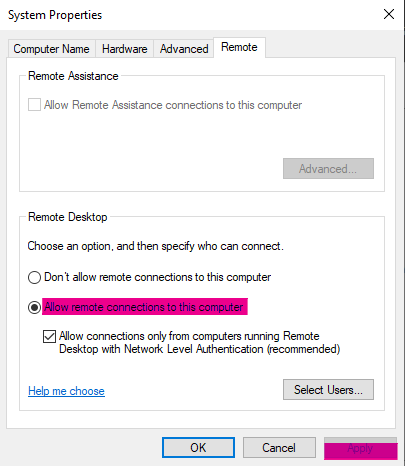 System Properties
Computer Name Hardware Advanced Remote
Remote Assistance
Allow Remote Assistance connections to this computer
Advanced...
Remote Desktop
Choose an option, and then specify who can connect.
Don't allow remote connections to this computer
Allow remote connections to this computer
Allow connections only from computers running Remote
Desktop with Network Level Authentication (recommended)
Help me choose Select Users...
OK Cancel Apply